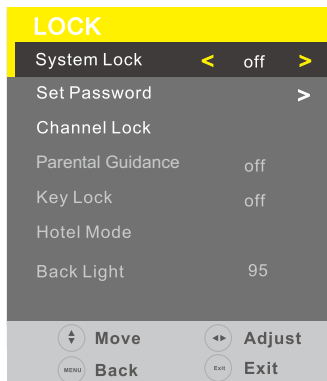 LOCK
System Lock < off >
Set Password >
Channel Lock
Parental Guidance off
Key Lock off
Hotel Mode
Back Light 95
Move Adjust
MENU Back Exit Exit